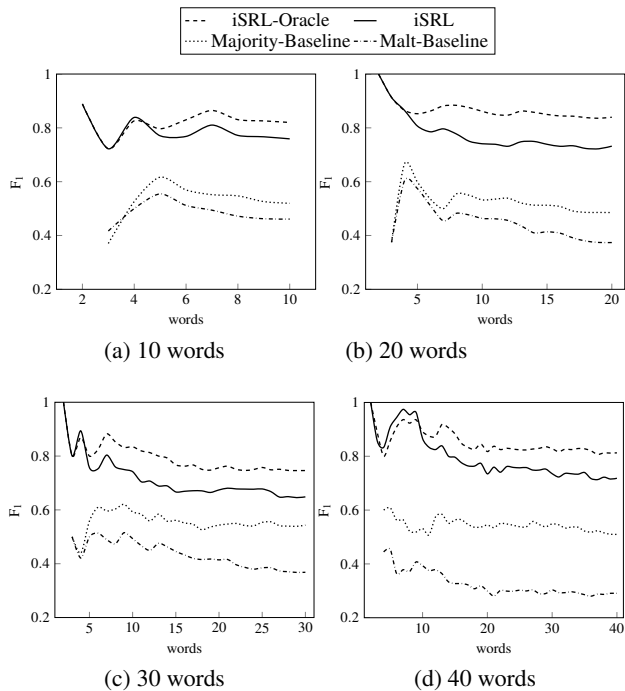 iSRL-Oracle iSRL
Majority-Baseline Malt-Baseline
1
0.8
0.6
0.4
0.2
F1
2 4 6 8 10
words
(a) 10 words
1
0.8
0.6
0.4
0.2
F1
5 10 15 20
words
(b) 20 words
1
0.8
0.6
0.4
0.2
F1
5 10 15 20 25 30
words
(c) 30 words
1
0.8
0.6
0.4
0.2
F1
10 20 30 40
words
(d) 40 words